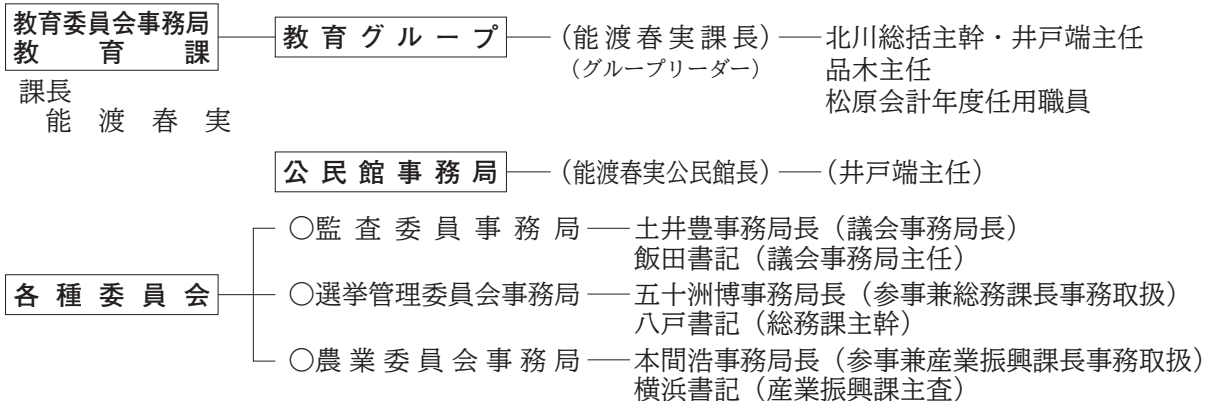 教育委員会事務局
教育課
課長
能渡春実
教育グループ
(能渡春実課長)
(グループリーダー)
北川総括主幹・井戸端主任
品木主任
松原会計年度任用職員
公民館事務局
(能渡春実公民館長)
(井戸端主任)
各種委員会
○監査委員事務局
土井豊事務局長(議会事務局長)
飯田書記(議会事務局主任)
○選挙管理委員会事務局
五十洲博事務局長(参事兼総務課長事務取扱)
八戸書記(総務課主幹)
○農業委員会事務局
本間浩事務局長(参事兼産業振興課長事務取扱)
横浜書記(産業振興課主査)